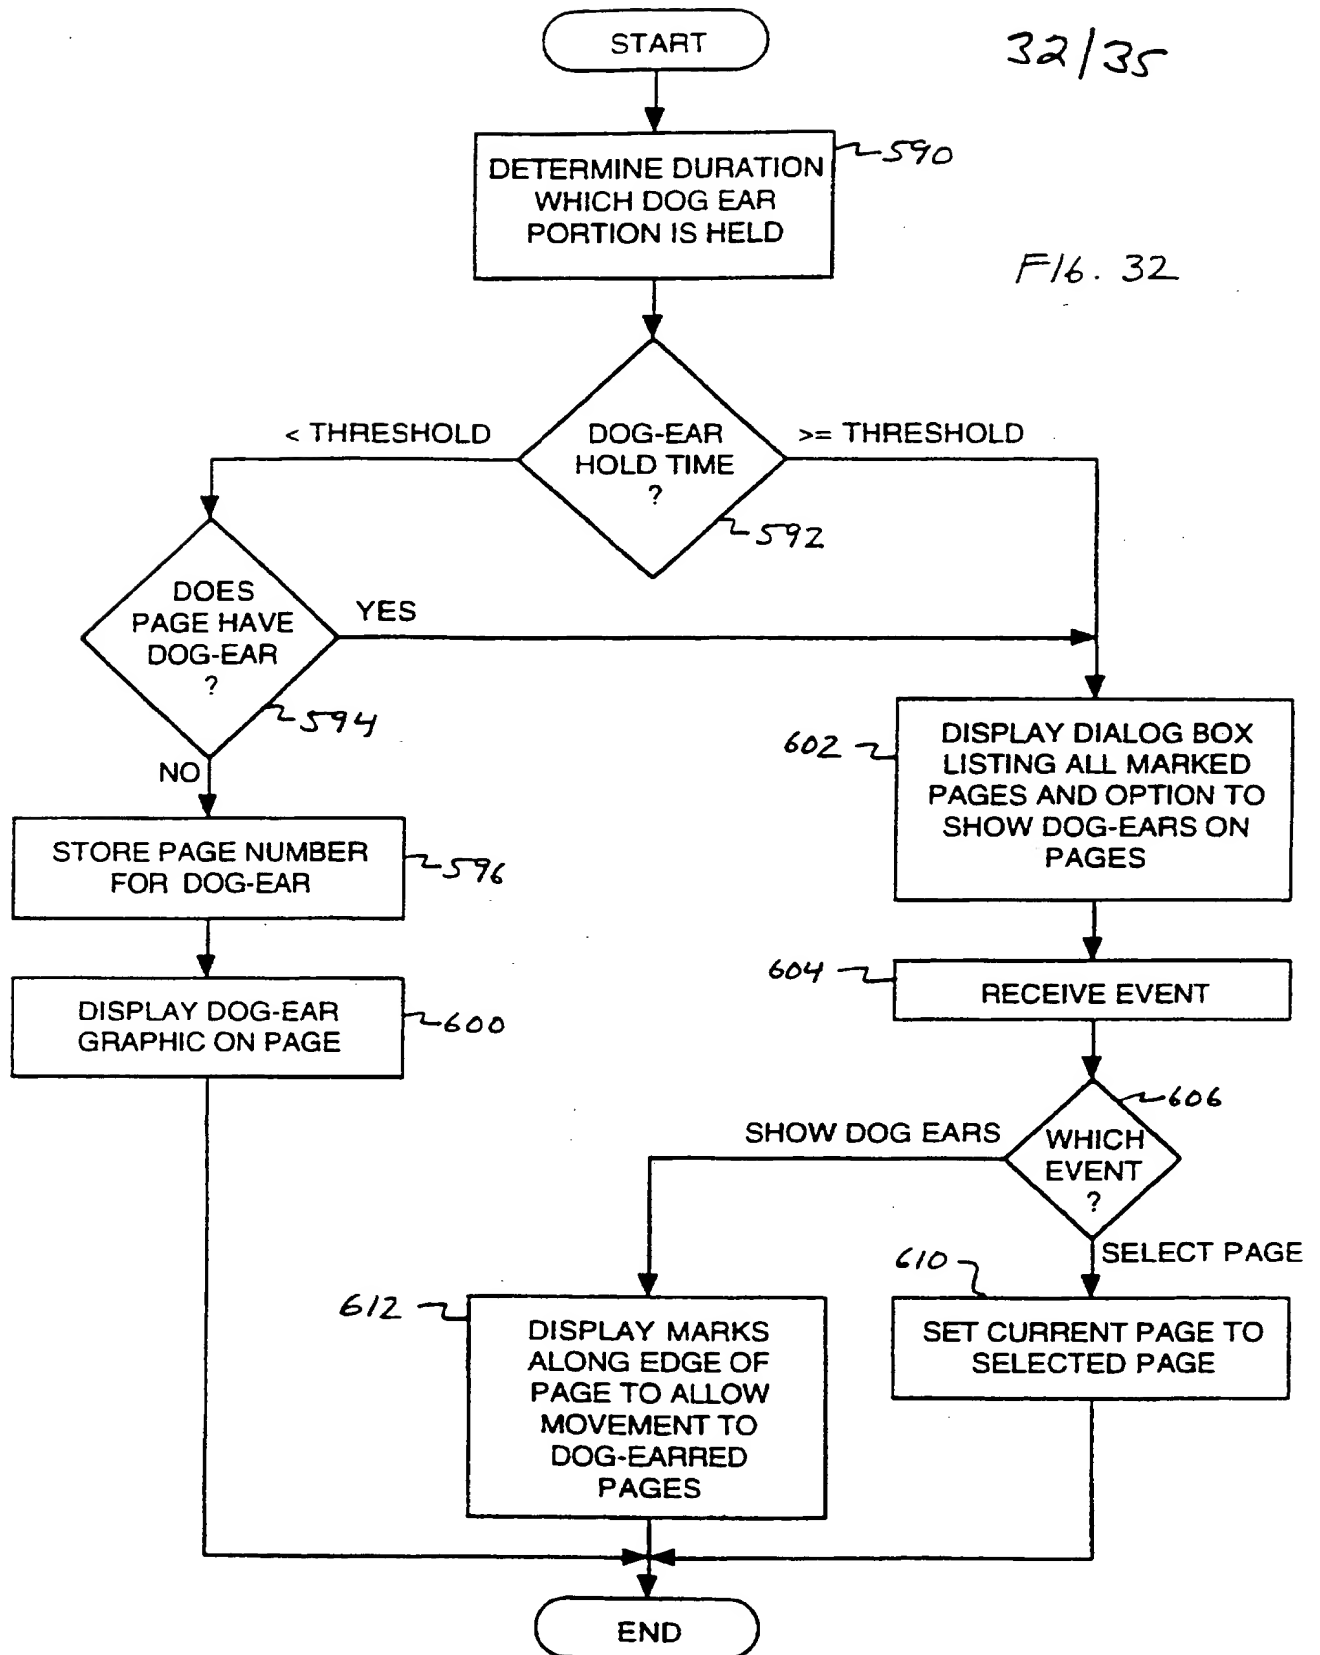 START
32/35
DETERMINE DURATION
WHICH DOG EAR
PORTION IS HELD
590
FIG. 32
< THRESHOLD
DOG-EAR
HOLD TIME
?
>= THRESHOLD
592
DOES
PAGE HAVE
DOG-EAR
?
YES
594
NO
602
DISPLAY DIALOG BOX
LISTING ALL MARKED
PAGES AND OPTION TO
SHOW DOG-EARS ON
PAGES
STORE PAGE NUMBER
FOR DOG-EAR
596
604
RECEIVE EVENT
DISPLAY DOG-EAR
GRAPHIC ON PAGE
600
606
SHOW DOG EARS
WHICH
EVENT
?
SELECT PAGE
610
612
DISPLAY MARKS
ALONG EDGE OF
PAGE TO ALLOW
MOVEMENT TO
DOG-EARRED
PAGES
SET CURRENT PAGE TO
SELECTED PAGE
END